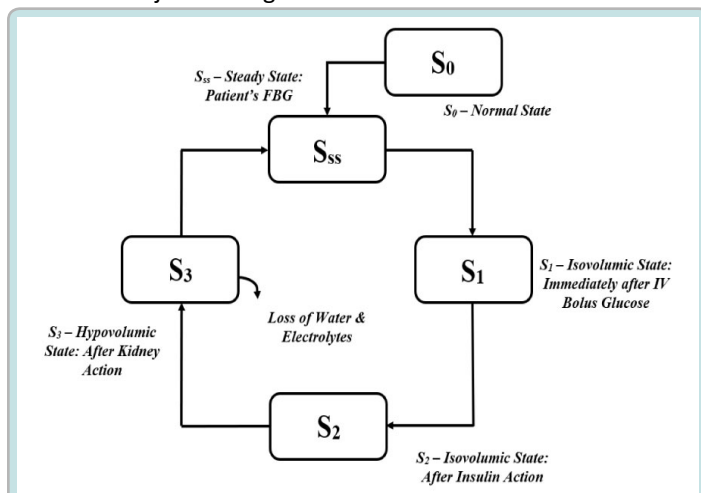 S0
Sss – Steady State:
Patient's FBG
S0 – Normal State
Sss
S3
S1
S1 – Isovolumic State:
Immediately after IV
Bolus Glucose
Loss of Water &
Electrolytes
S3 – Hypovolumic
State: After Kidney
Action
S2
S2 – Isovolumic State:
After Insulin Action